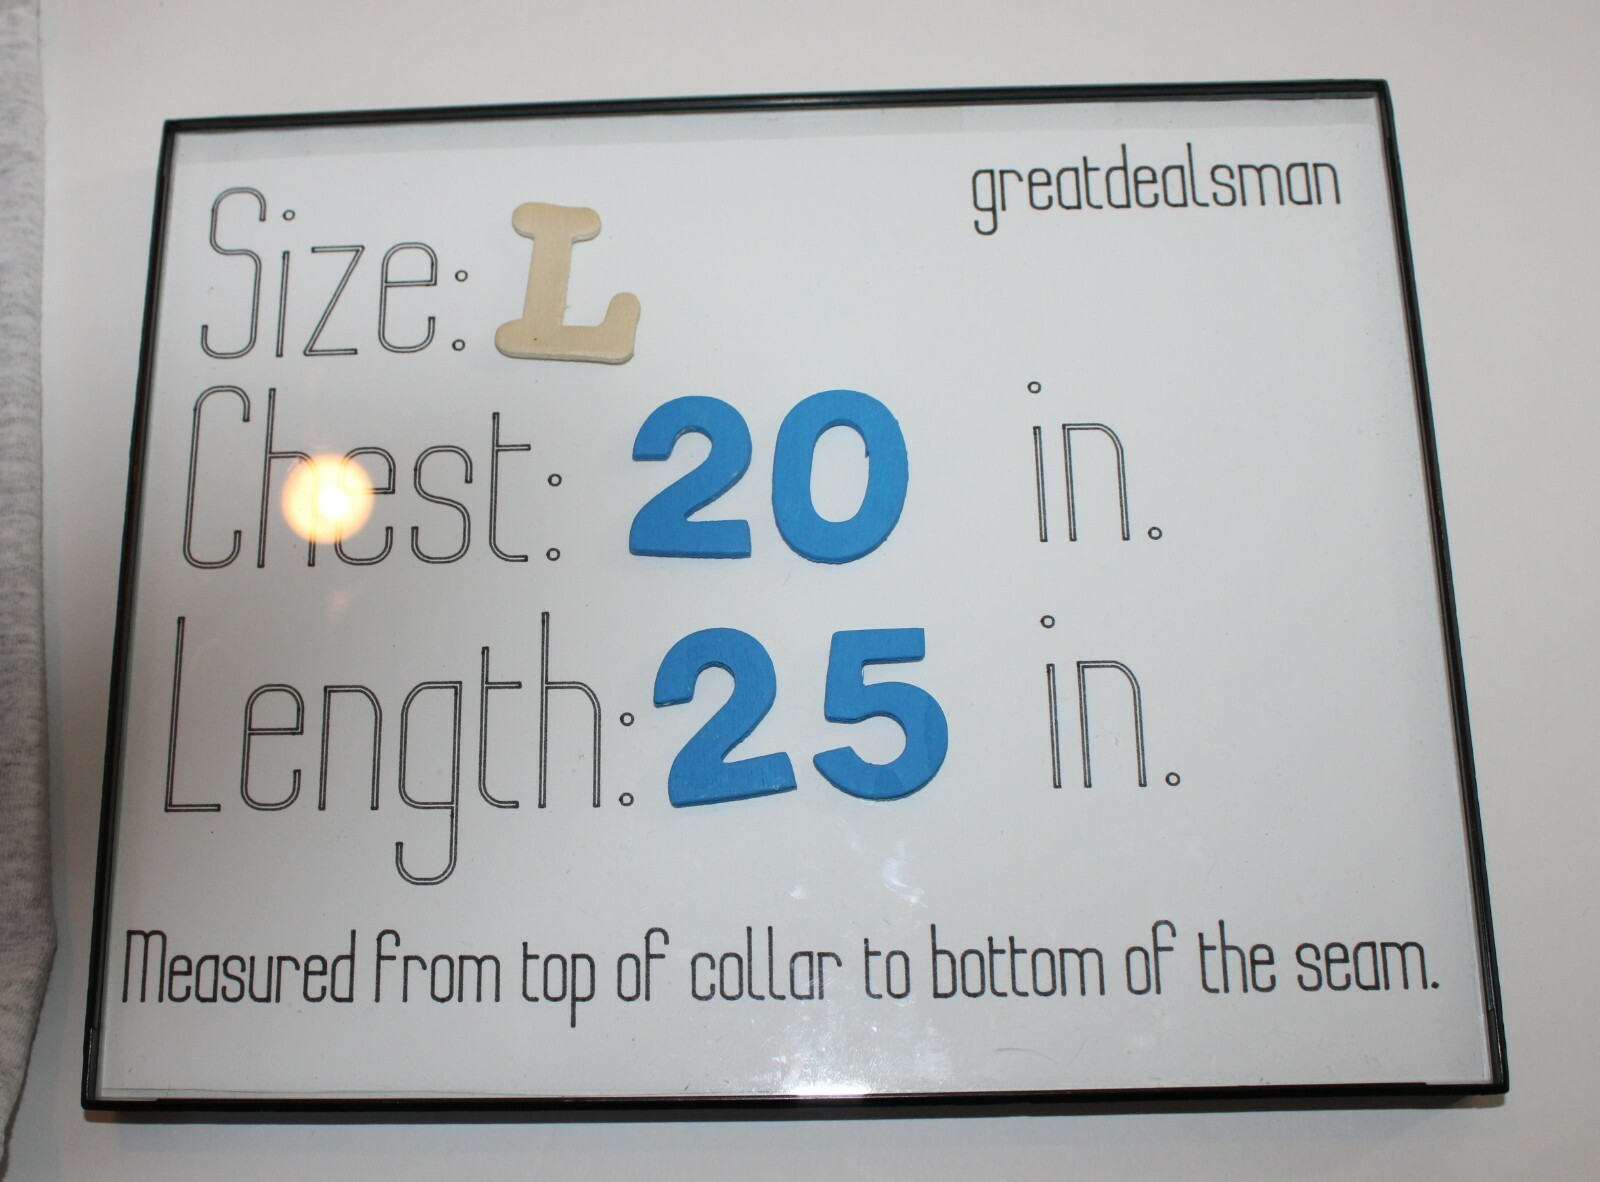 greatdealsman
Size: L
Chest: 20 in.
Length: 25 in.
Measured from top of collar to bottom of the seam.